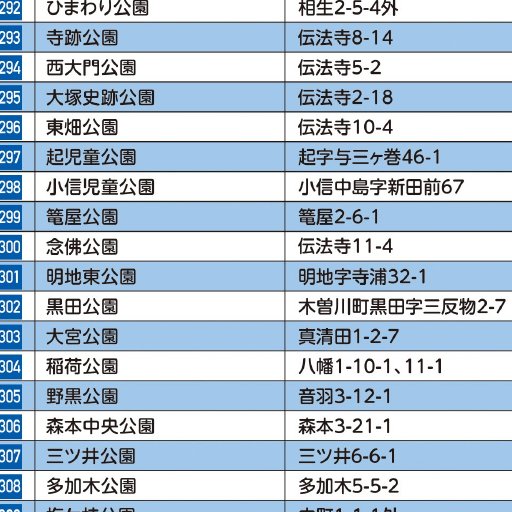 292 ひまわり公園 相生2-5-4外
293 寺跡公園 伝法寺8-14
294 西大門公園 伝法寺5-2
295 大塚史跡公園 伝法寺2-18
296 東畑公園 伝法寺10-4
297 起児童公園 起字与三ヶ巻46-1
298 小信児童公園 小信中島字新田前67
299 篭屋公園 篭屋2-6-1
300 念佛公園 伝法寺11-4
301 明地東公園 明地字寺浦32-1
302 黒田公園 木曽川町黒田字三反物2-7
303 大宮公園 真清田1-2-7
304 稲荷公園 八幡1-10-1、11-1
305 野黒公園 音羽3-12-1
306 森本中央公園 森本3-21-1
307 三ツ井公園 三ツ井6-6-1
308 多加木公園 多加木5-5-2